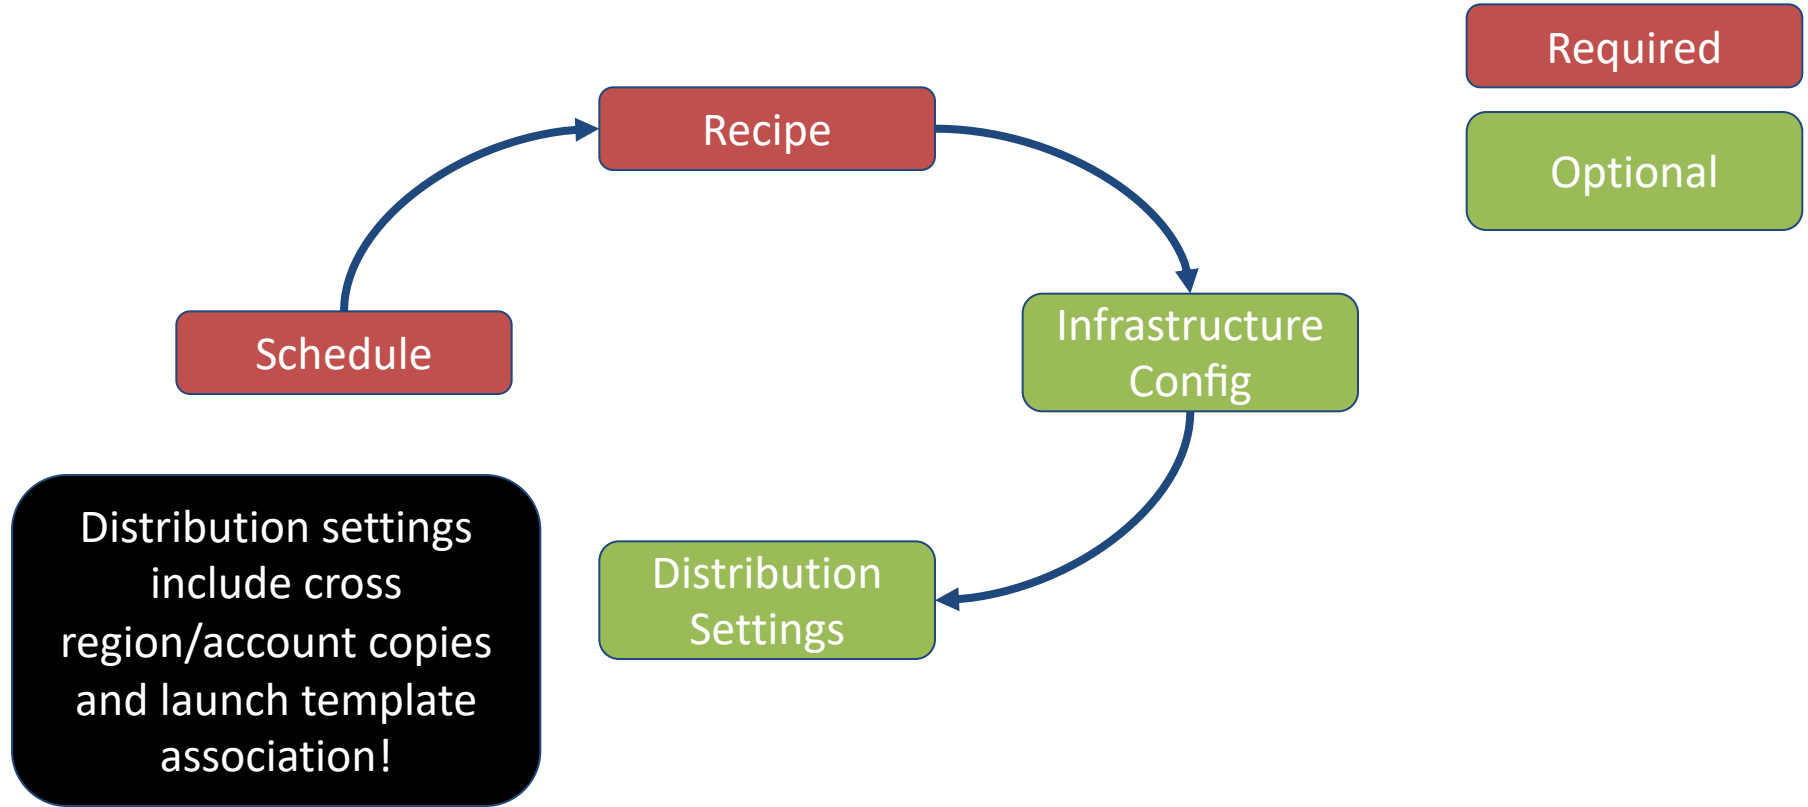 Required
Recipe
Optional
Infrastructure
Config
Schedule
Distribution settings
include cross
region/account copies
and launch template
association!
Distribution
Settings